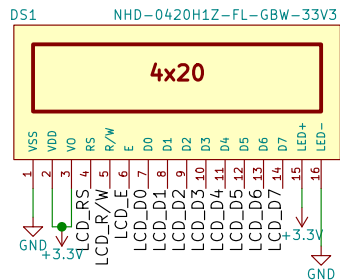 DS1 NHD-0420H1Z-FL-GBW-33V3
4x20
VSS VDD VO RS R/W E D0 D1 D2 D3 D4 D5 D6 D7 LED+ LED-
1 2 3 4 5 6 7 8 9 10 11 12 13 14 15 16
LCD_RS LCD_R/W LCD_E LCD_D0 LCD_D1 LCD_D2 LCD_D3 LCD_D4 LCD_D5 LCD_D6 LCD_D7
GND +3.3V +3.3V
GND